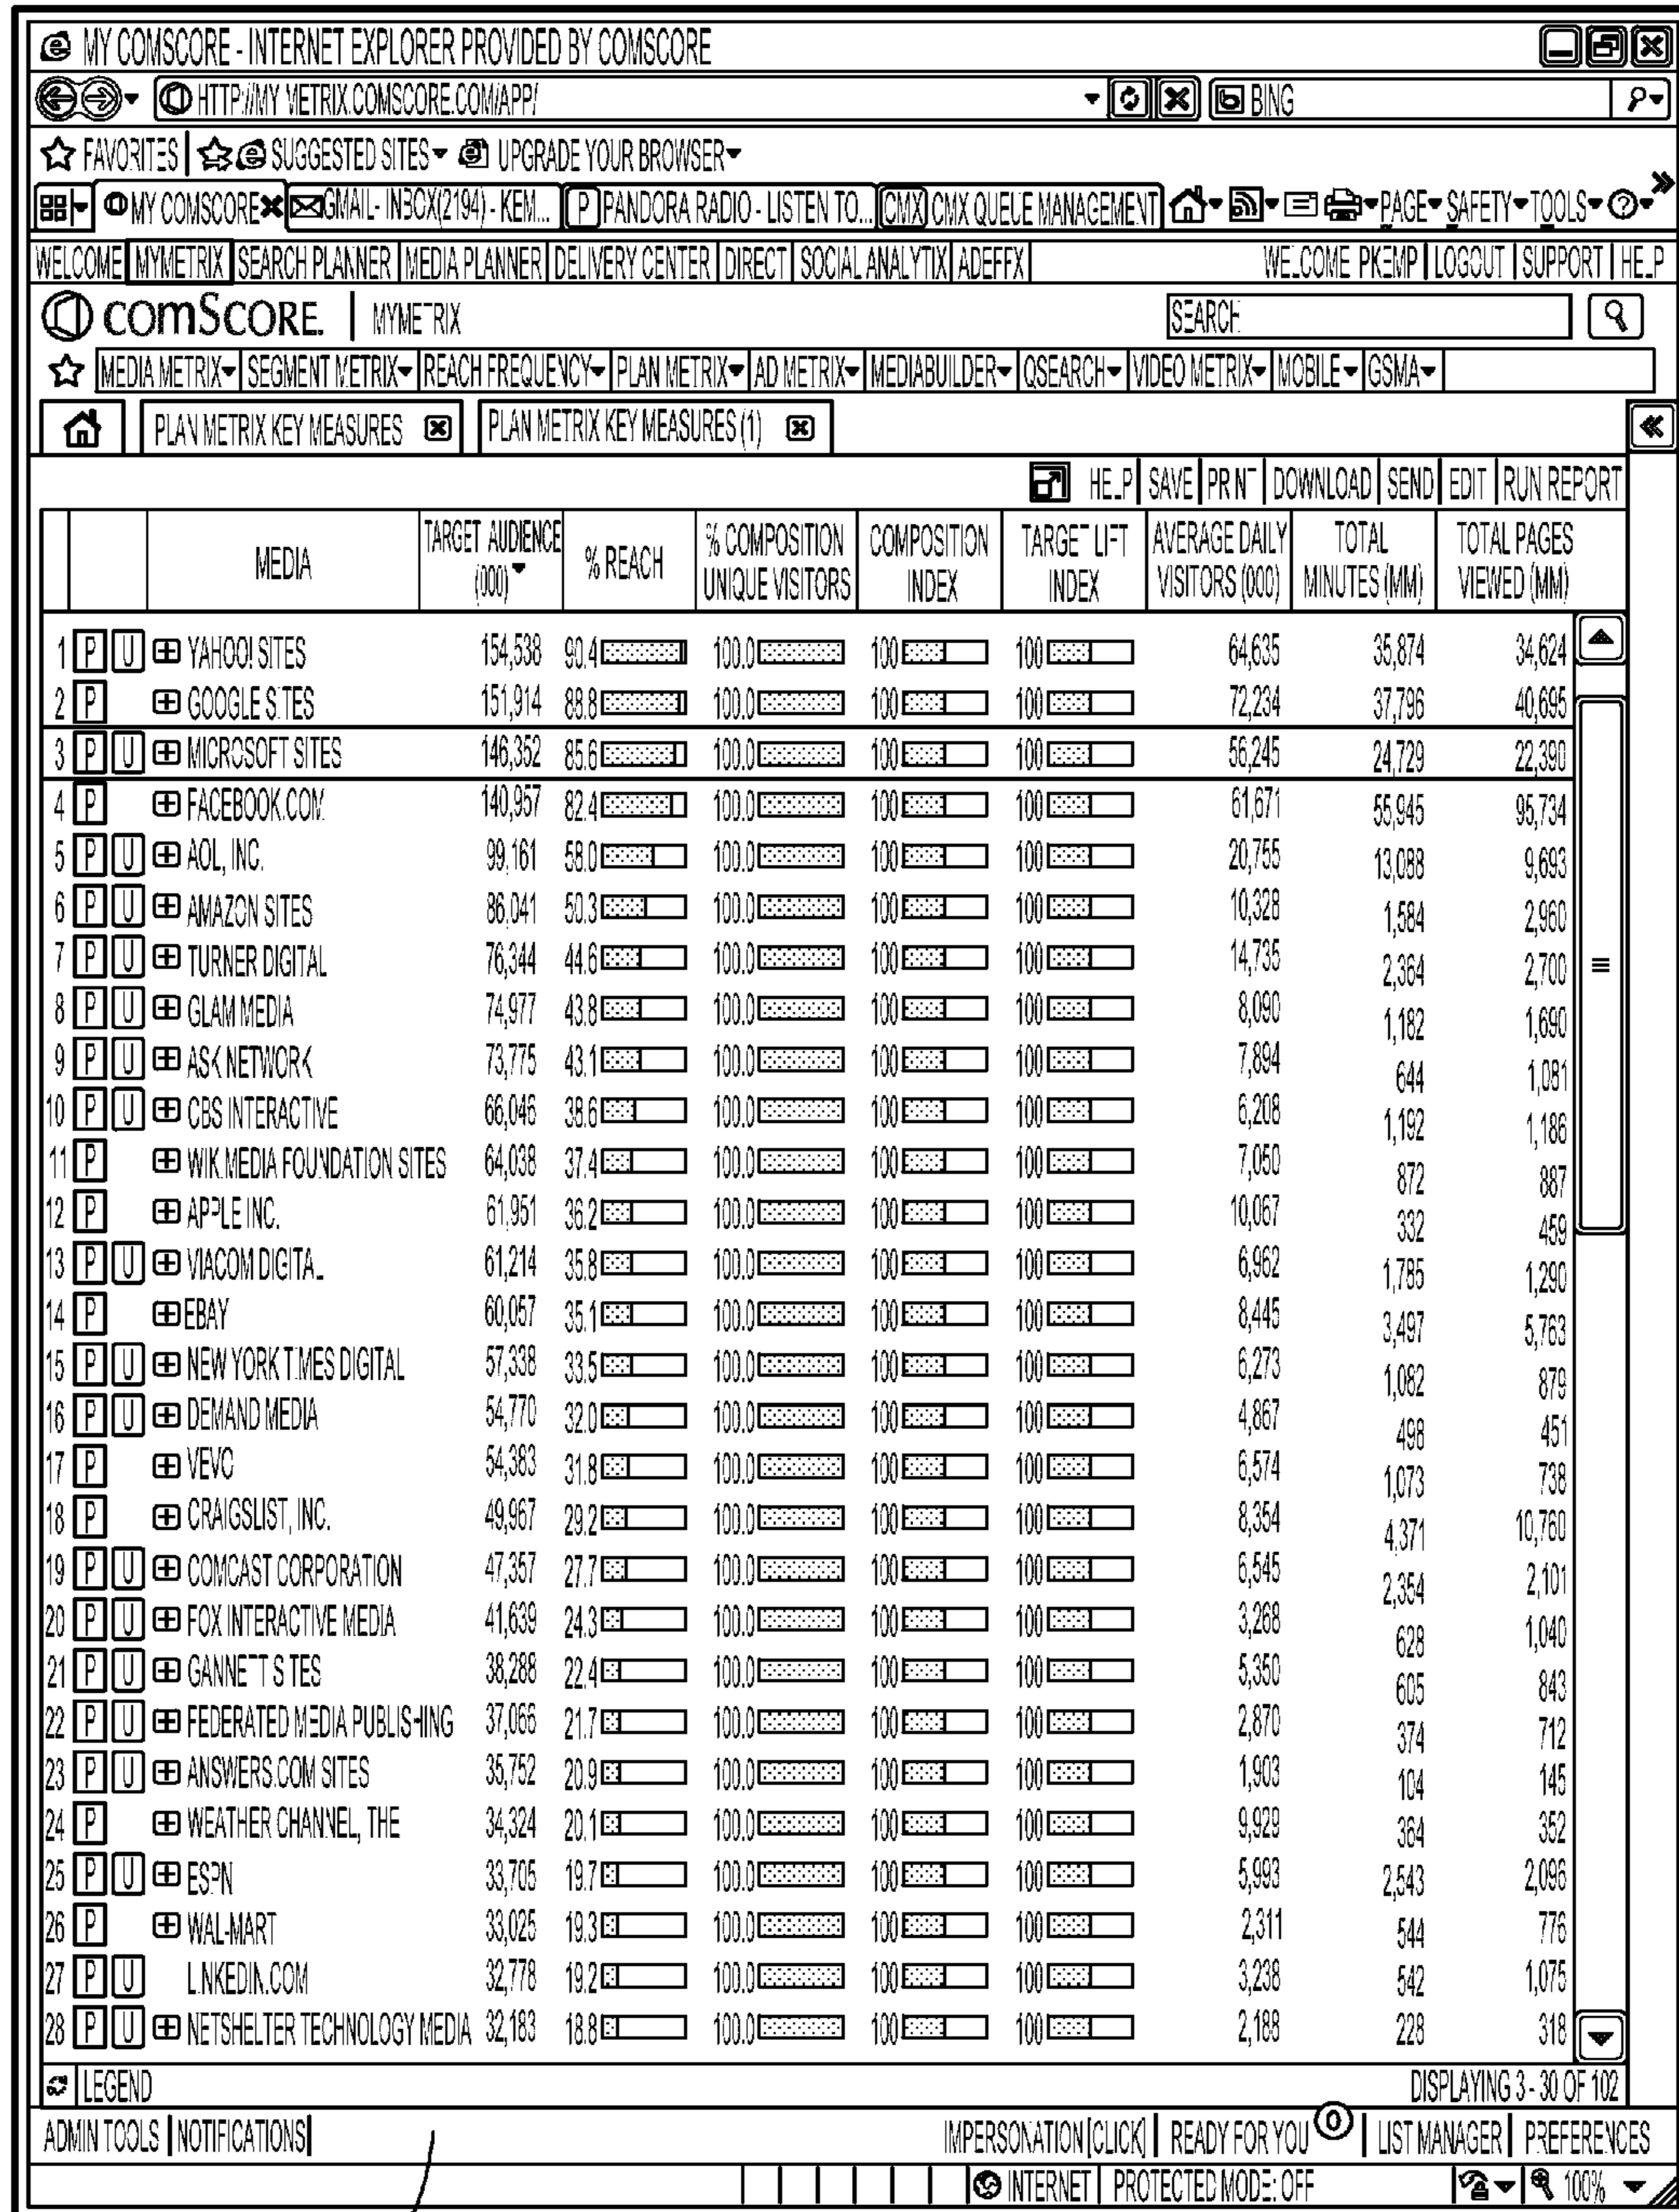 MY COMSCORE - INTERNET EXPLORER PROVIDED BY COMSCORE
HTTP://MY METRIX.COMSCORE.COM/APP/ BING
FAVORITES SUGGESTED SITES UPGRADE YOUR BROWSER
MY COMSCORE GMAIL- INBOX(2194) - KEM... P PANDORA RADIO - LISTEN TO... CMX CMX QUEUE MANAGEMENT PAGE SAFETY TOOLS
WELCOME MYMETRIX SEARCH PLANNER MEDIA PLANNER DELIVERY CENTER DIRECT SOCIAL ANALYTIX ADEFFX WELCOME PKEMP LOGOUT SUPPORT HELP
comSCORE. MYMETRIX SEARCH
MEDIA METRIX SEGMENT METRIX REACH FREQUENCY PLAN METRIX AD METRIX MEDIABUILDER QSEARCH VIDEO METRIX MOBILE GSMA
PLAN METRIX KEY MEASURES PLAN METRIX KEY MEASURES (1)
HELP SAVE PRINT DOWNLOAD SEND EDIT RUN REPORT
MEDIA TARGET AUDIENCE (000) % REACH % COMPOSITION UNIQUE VISITORS COMPOSITION INDEX TARGET LIFT INDEX AVERAGE DAILY VISITORS (000) TOTAL MINUTES (MM) TOTAL PAGES VIEWED (MM)
1 P U YAHOO! SITES 154,538 90.4 100.0 100 100 64,635 35,874 34,624
2 P GOOGLE SITES 151,914 88.8 100.0 100 100 72,234 37,796 40,695
3 P U MICROSOFT SITES 146,352 85.6 100.0 100 100 56,245 24,729 22,390
4 P FACEBOOK.COM 140,957 82.4 100.0 100 100 61,671 55,945 95,734
5 P U AOL, INC. 99,161 58.0 100.0 100 100 20,755 13,088 9,693
6 P U AMAZON SITES 86,041 50.3 100.0 100 100 10,328 1,584 2,960
7 P U TURNER DIGITAL 76,344 44.6 100.0 100 100 14,735 2,364 2,700
8 P U GLAM MEDIA 74,977 43.8 100.0 100 100 8,090 1,182 1,690
9 P U ASK NETWORK 73,775 43.1 100.0 100 100 7,894 644 1,081
10 P U CBS INTERACTIVE 66,046 38.6 100.0 100 100 6,208 1,192 1,186
11 P WIKIMEDIA FOUNDATION SITES 64,038 37.4 100.0 100 100 7,050 872 887
12 P APPLE INC. 61,951 36.2 100.0 100 100 10,067 332 459
13 P U VIACOM DIGITAL 61,214 35.8 100.0 100 100 6,962 1,785 1,290
14 P EBAY 60,057 35.1 100.0 100 100 8,445 3,497 5,763
15 P U NEW YORK TIMES DIGITAL 57,338 33.5 100.0 100 100 6,273 1,082 879
16 P U DEMAND MEDIA 54,770 32.0 100.0 100 100 4,867 498 451
17 P VEVO 54,383 31.8 100.0 100 100 6,574 1,073 738
18 P CRAIGSLIST, INC. 49,967 29.2 100.0 100 100 8,354 4,371 10,760
19 P U COMCAST CORPORATION 47,357 27.7 100.0 100 100 6,545 2,354 2,101
20 P U FOX INTERACTIVE MEDIA 41,639 24.3 100.0 100 100 3,268 628 1,040
21 P U GANNETT SITES 38,288 22.4 100.0 100 100 5,350 605 843
22 P U FEDERATED MEDIA PUBLISHING 37,066 21.7 100.0 100 100 2,870 374 712
23 P U ANSWERS.COM SITES 35,752 20.9 100.0 100 100 1,903 104 145
24 P WEATHER CHANNEL, THE 34,324 20.1 100.0 100 100 9,929 364 352
25 P U ESPN 33,705 19.7 100.0 100 100 5,993 2,543 2,096
26 P WAL-MART 33,025 19.3 100.0 100 100 2,311 544 776
27 P U LINKEDIN.COM 32,778 19.2 100.0 100 100 3,238 542 1,075
28 P U NETSHELTER TECHNOLOGY MEDIA 32,183 18.8 100.0 100 100 2,188 228 318
LEGEND DISPLAYING 3 - 30 OF 102
ADMIN TOOLS NOTIFICATIONS IMPERSONATION [CLICK] READY FOR YOU 0 LIST MANAGER PREFERENCES
INTERNET PROTECTED MODE: OFF 100%